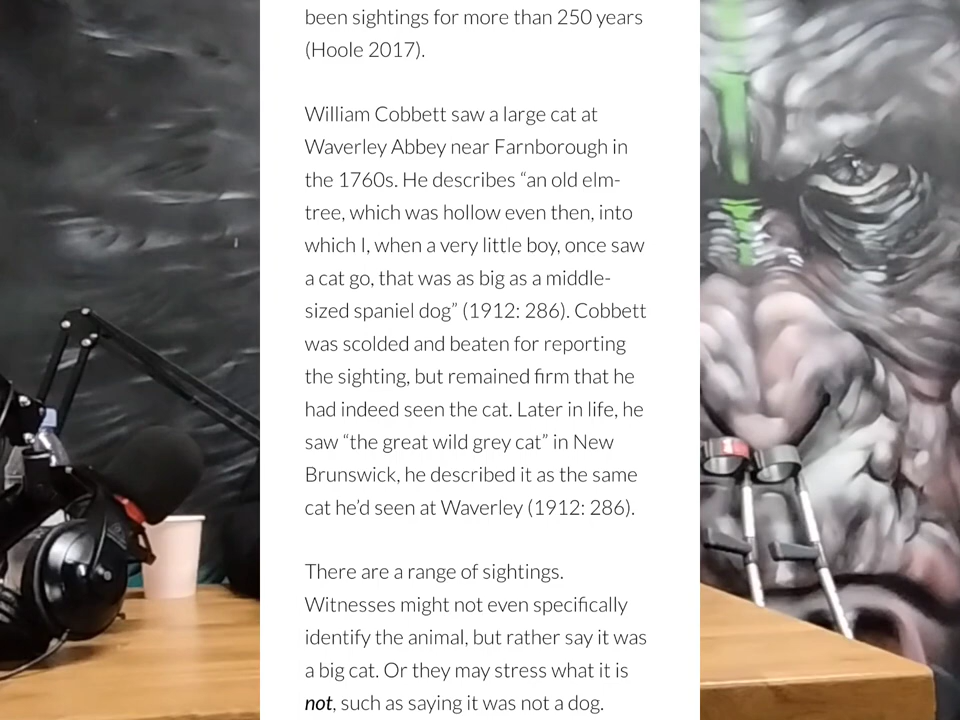 been sightings for more than 250 years
(Hoole 2017).
William Cobbett saw a large cat at
Waverley Abbey near Farnborough in
the 1760s. He describes “an old elm-
tree, which was hollow even then, into
which I, when a very little boy, once saw
a cat go, that was as big as a middle-
sized spaniel dog” (1912: 286). Cobbett
was scolded and beaten for reporting
the sighting, but remained firm that he
had indeed seen the cat. Later in life, he
saw “the great wild grey cat” in New
Brunswick, he described it as the same
cat he’d seen at Waverley (1912: 286).
There are a range of sightings.
Witnesses might not even specifically
identify the animal, but rather say it was
a big cat. Or they may stress what it is
not, such as saying it was not a dog.